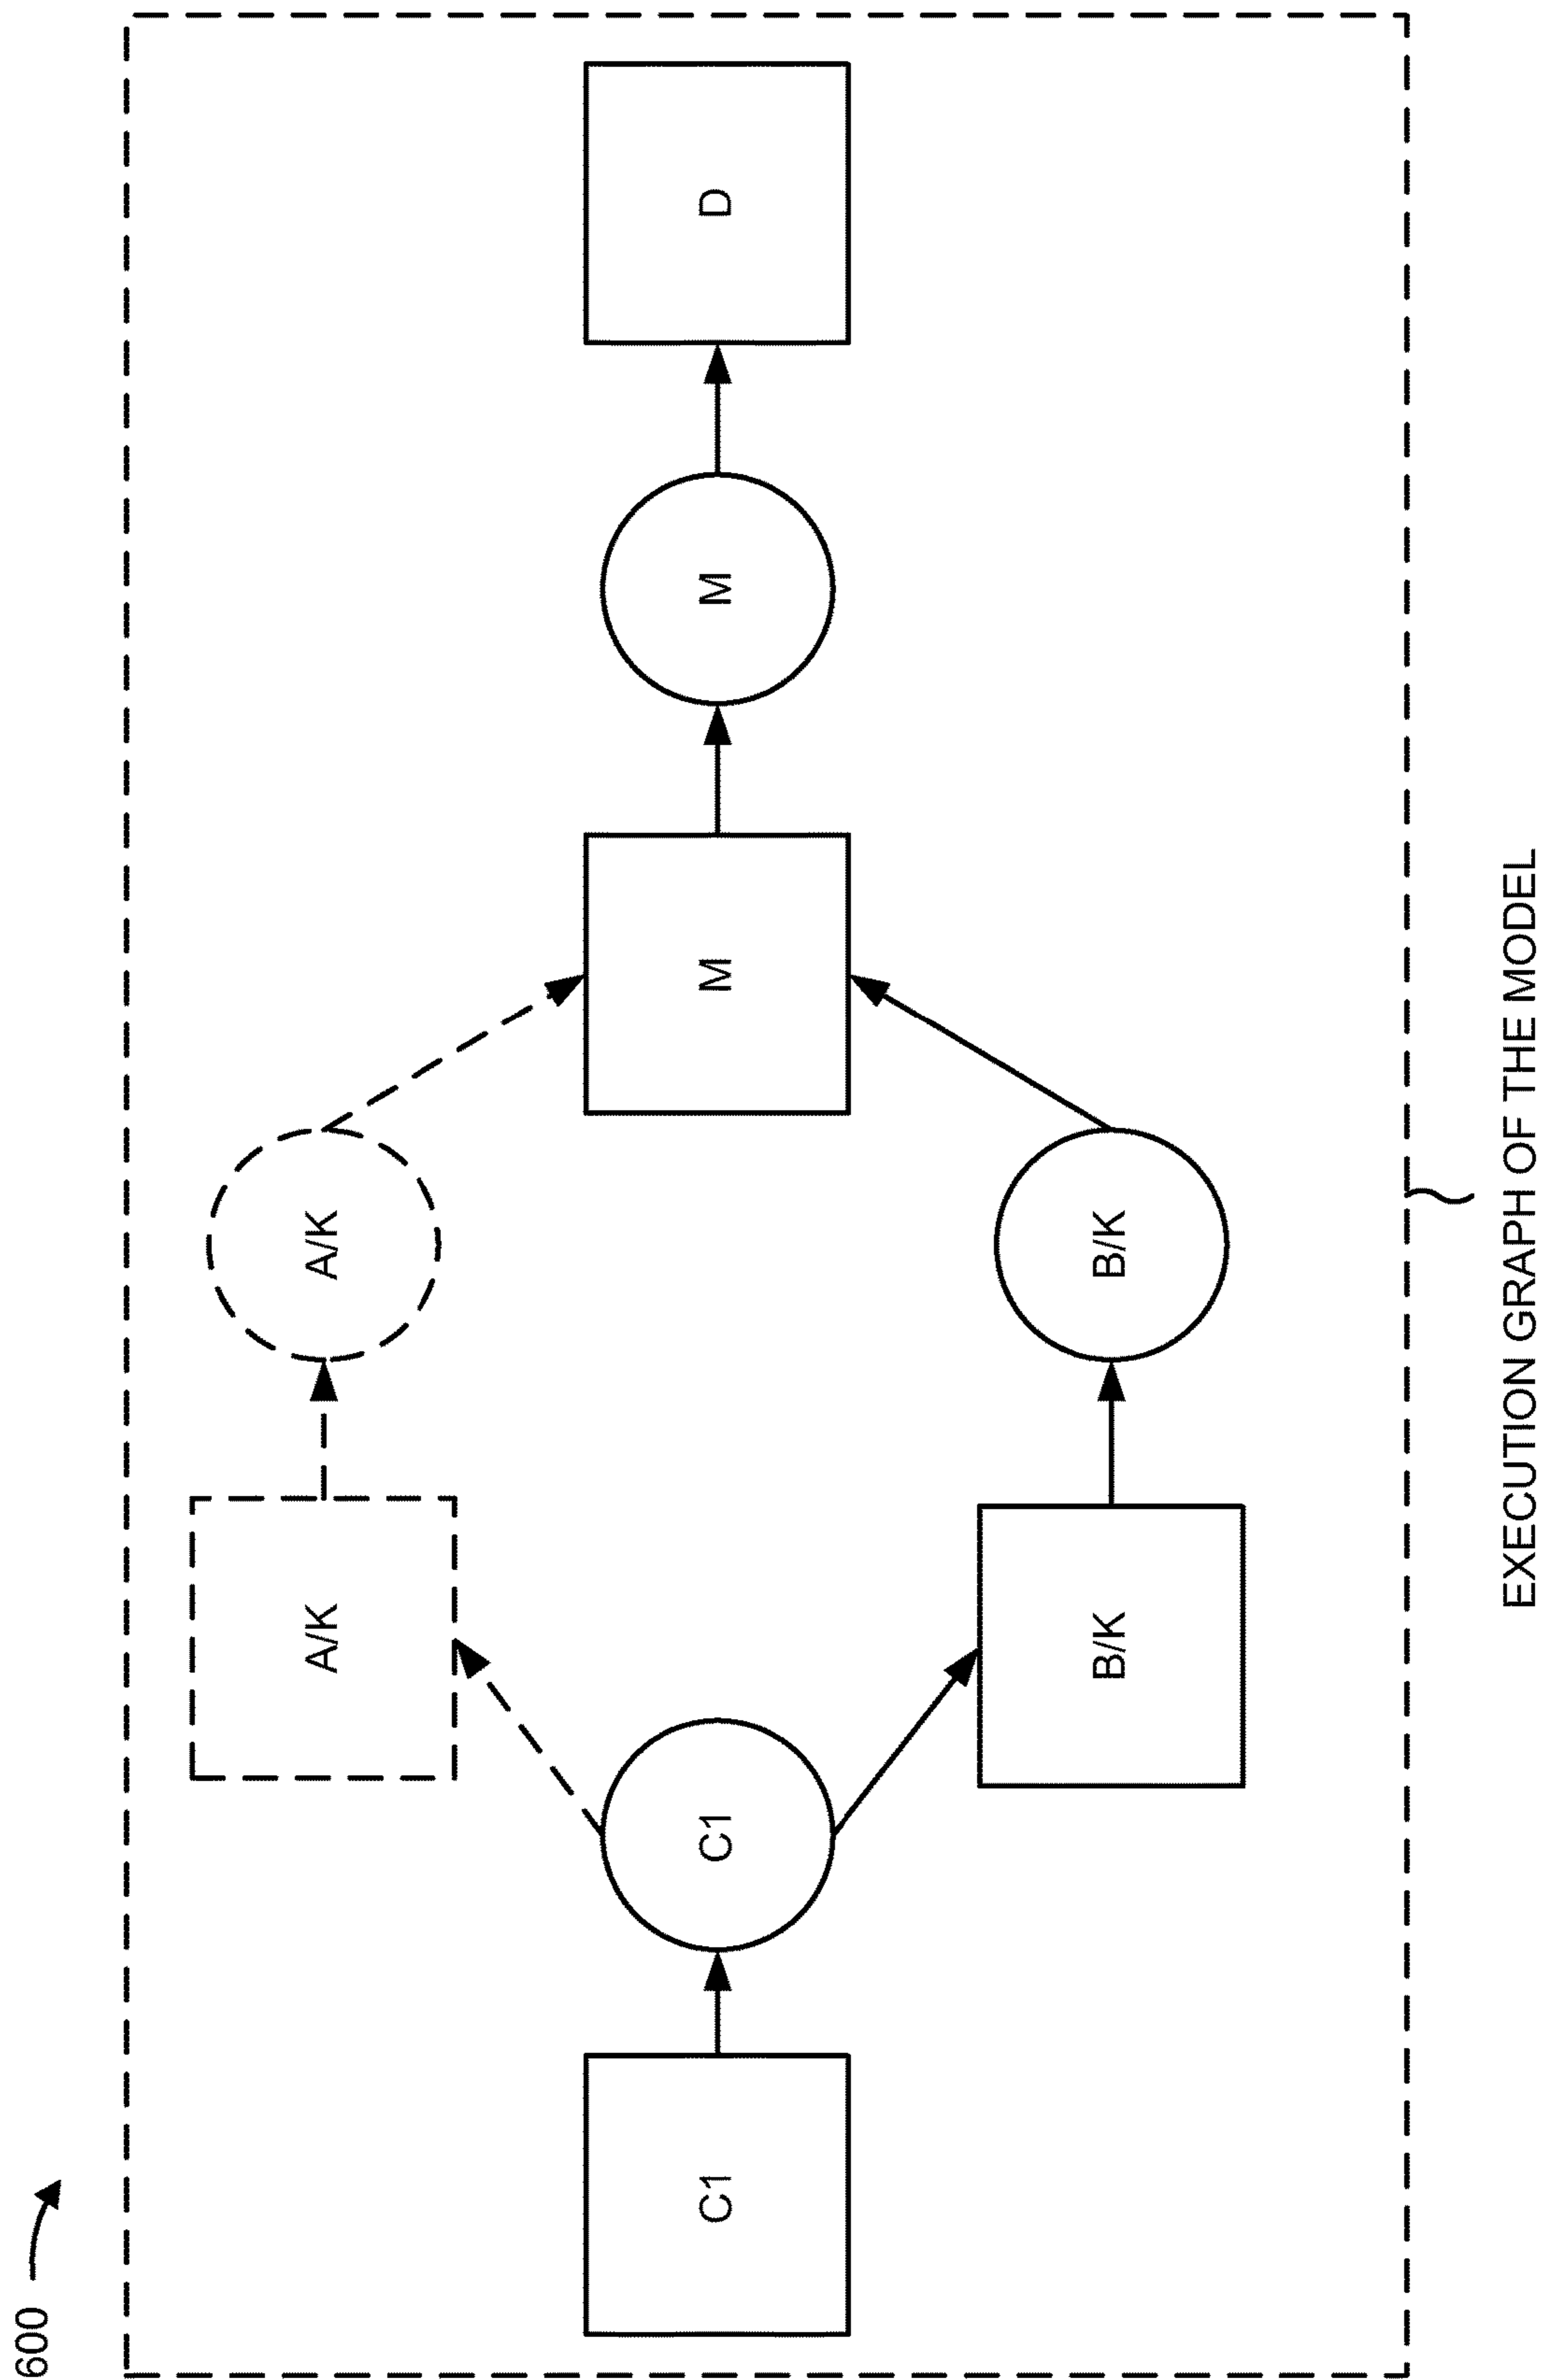 600
A/K
A/K
C1
C1
M
M
D
B/K
B/K
EXECUTION GRAPH OF THE MODEL